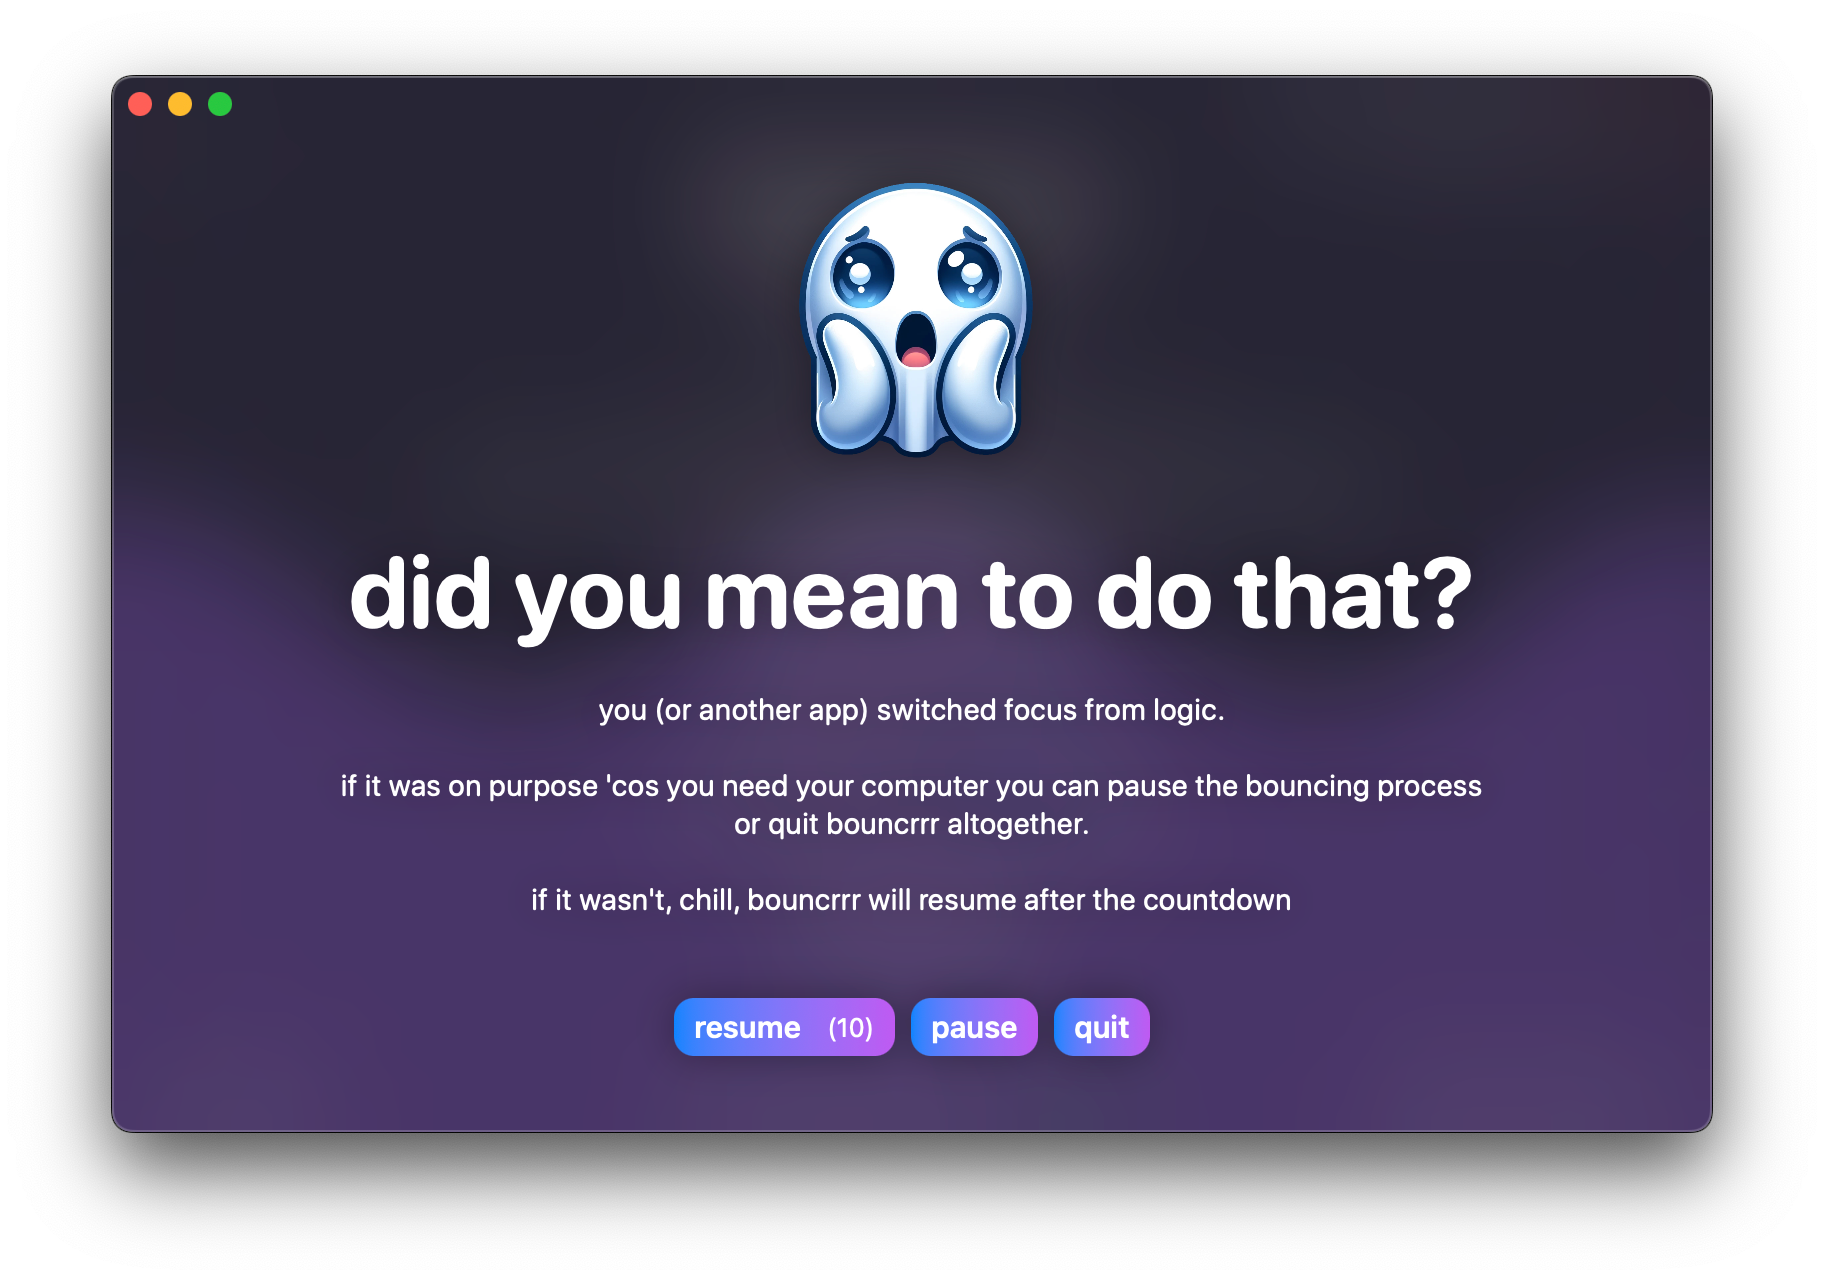 did you mean to do that?
you (or another app) switched focus from logic.
if it was on purpose 'cos you need your computer you can pause the bouncing process
or quit bouncrrr altogether.
if it wasn't, chill, bouncrrr will resume after the countdown
resume (10) pause quit